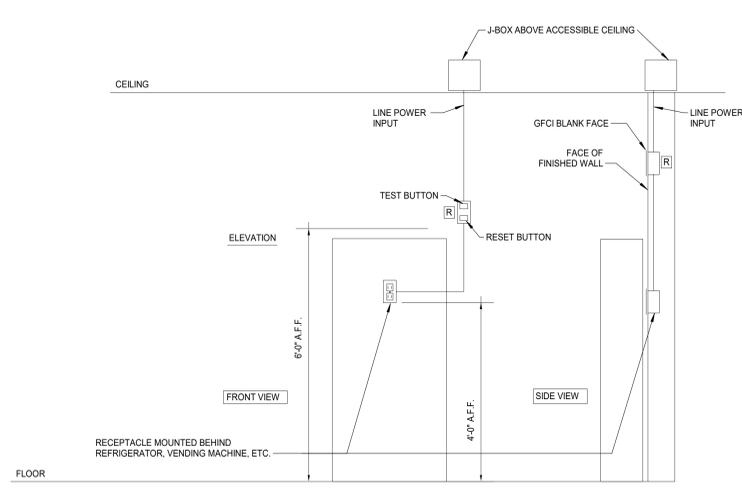 J-BOX ABOVE ACCESSIBLE CEILING
CEILING
LINE POWER
INPUT
LINE POWER
INPUT
GFCI BLANK FACE
FACE OF
FINISHED WALL
R
TEST BUTTON
R
RESET BUTTON
ELEVATION
6'-0" A.F.F.
4'-0" A.F.F.
FRONT VIEW
SIDE VIEW
RECEPTACLE MOUNTED BEHIND
REFRIGERATOR, VENDING MACHINE, ETC.
FLOOR